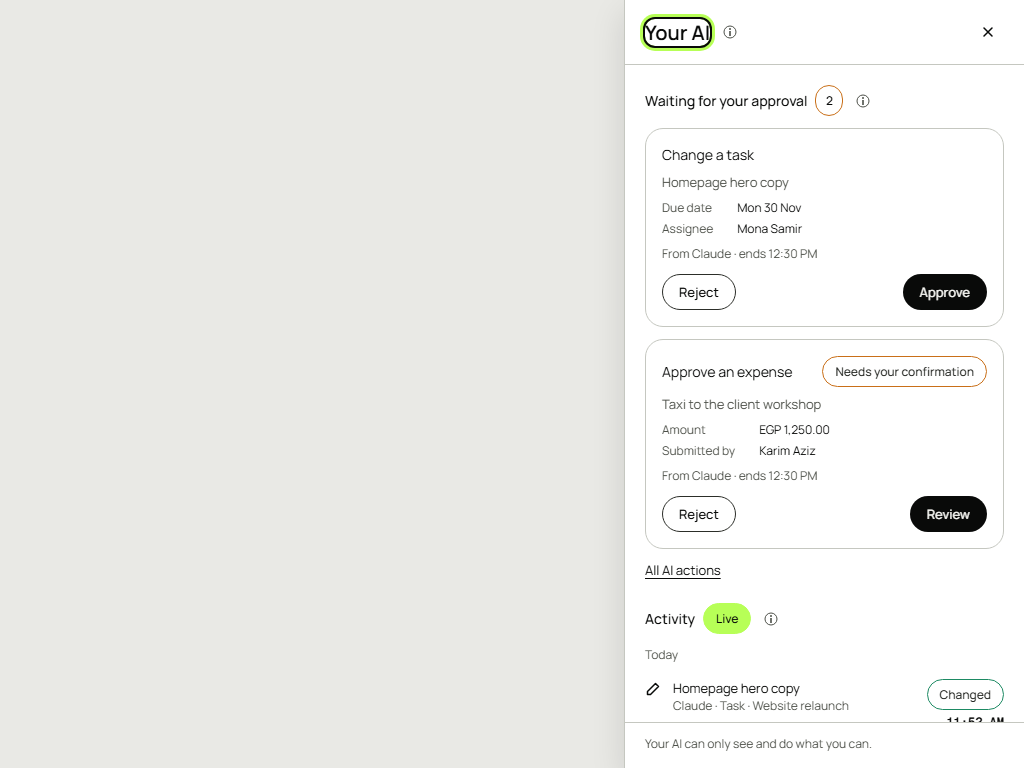 Your AI
Waiting for your approval 2
Change a task
Homepage hero copy
Due date Mon 30 Nov
Assignee Mona Samir
From Claude · ends 12:30 PM
Reject Approve
Approve an expense Needs your confirmation
Taxi to the client workshop
Amount EGP 1,250.00
Submitted by Karim Aziz
From Claude · ends 12:30 PM
Reject Review
All AI actions
Activity Live
Today
Homepage hero copy Changed
Claude · Task · Website relaunch
Your AI can only see and do what you can.